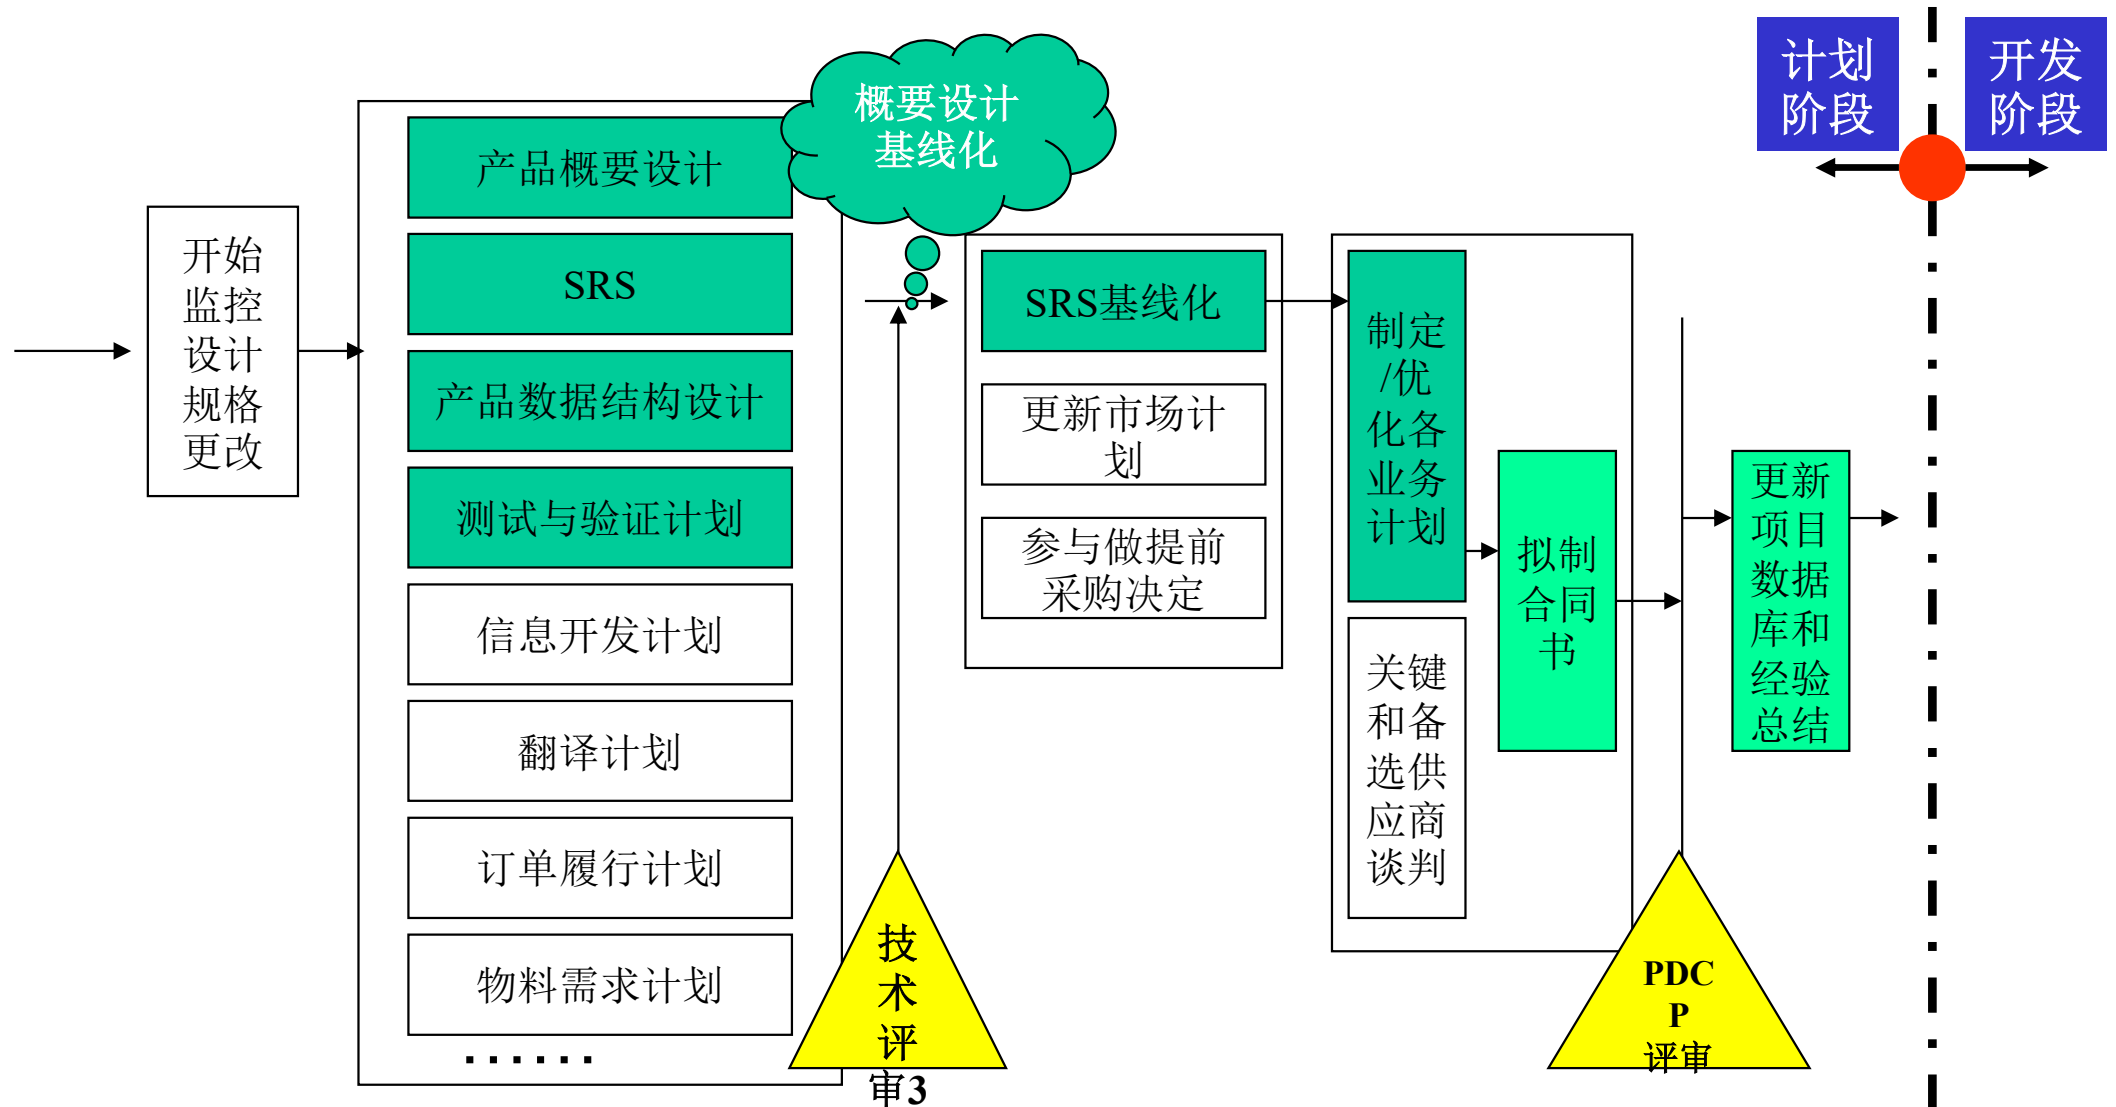 开始
监控
设计
规格
更改
产品概要设计
SRS
产品数据结构设计
测试与验证计划
信息开发计划
翻译计划
订单履行计划
物料需求计划
······
概要设计
基线化
技
术
评
审3
SRS基线化
更新市场计
划
参与做提前
采购决定
制定
/优
化各
业务
计划
关键
和备
选供
应商
谈判
拟制
合同
书
PDC
P
评审
更新
项目
数据
库和
经验
总结
计划
阶段
开发
阶段